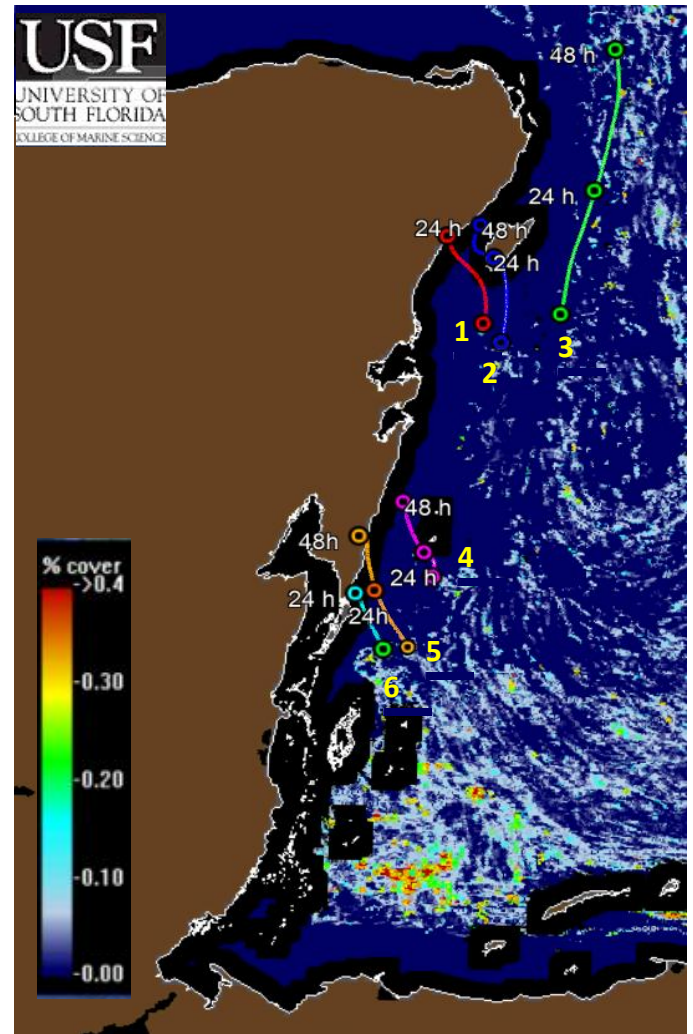 USF
UNIVERSITY OF
SOUTH FLORIDA
COLLEGE OF MARINE SCIENCE
48 h
24 h
24 h
48 h
24 h
1
2
3
48 h
4
24 h
48h
24 h
24h
5
6
% cover
->0.4
-0.30
-0.20
-0.10
-0.00